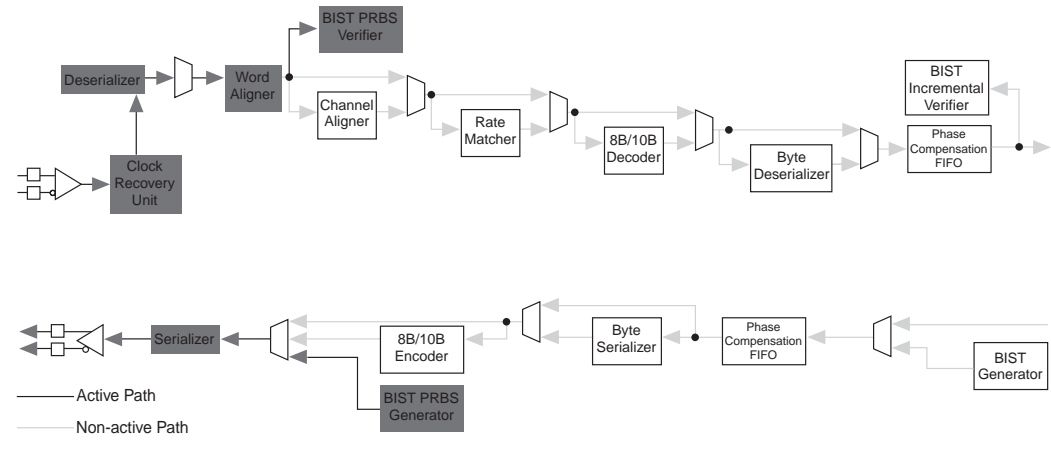 BIST PRBS
Verifier
Deserializer
Word
Aligner
Channel
Aligner
Rate
Matcher
8B/10B
Decoder
Byte
Deserializer
BIST
Incremental
Verifier
Phase
Compensation
FIFO
Clock
Recovery
Unit
Serializer
8B/10B
Encoder
BIST PRBS
Generator
Byte
Serializer
Phase
Compensation
FIFO
BIST
Generator
Active Path
Non-active Path